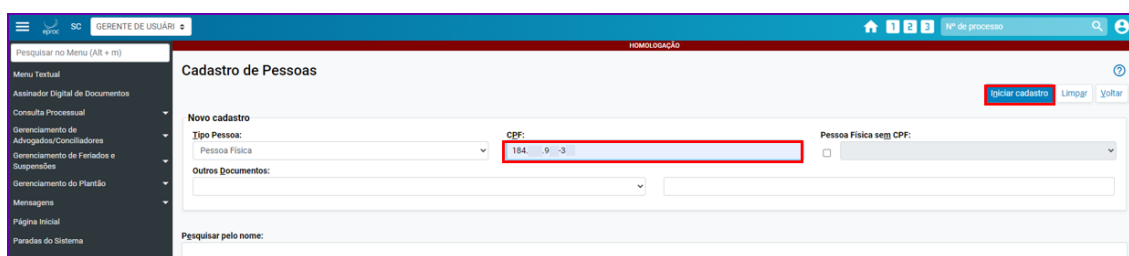 eproc SC GERENTE DE USUÁRI 1 2 3 Nº de processo
Pesquisar no Menu (Alt + m)
HOMOLOGAÇÃO
Menu Textual
Cadastro de Pessoas
Assinador Digital de Documentos
Iniciar cadastro Limpar Voltar
Consulta Processual
Novo cadastro
Gerenciamento de
Advogados/Conciliadores
Tipo Pessoa: CPF: Pessoa Física sem CPF:
Pessoa Física 184. .9 -3
Gerenciamento de Feriados e
Suspensões
Outros Documentos:
Gerenciamento do Plantão
Mensagens
Página Inicial
Pesquisar pelo nome:
Paradas do Sistema